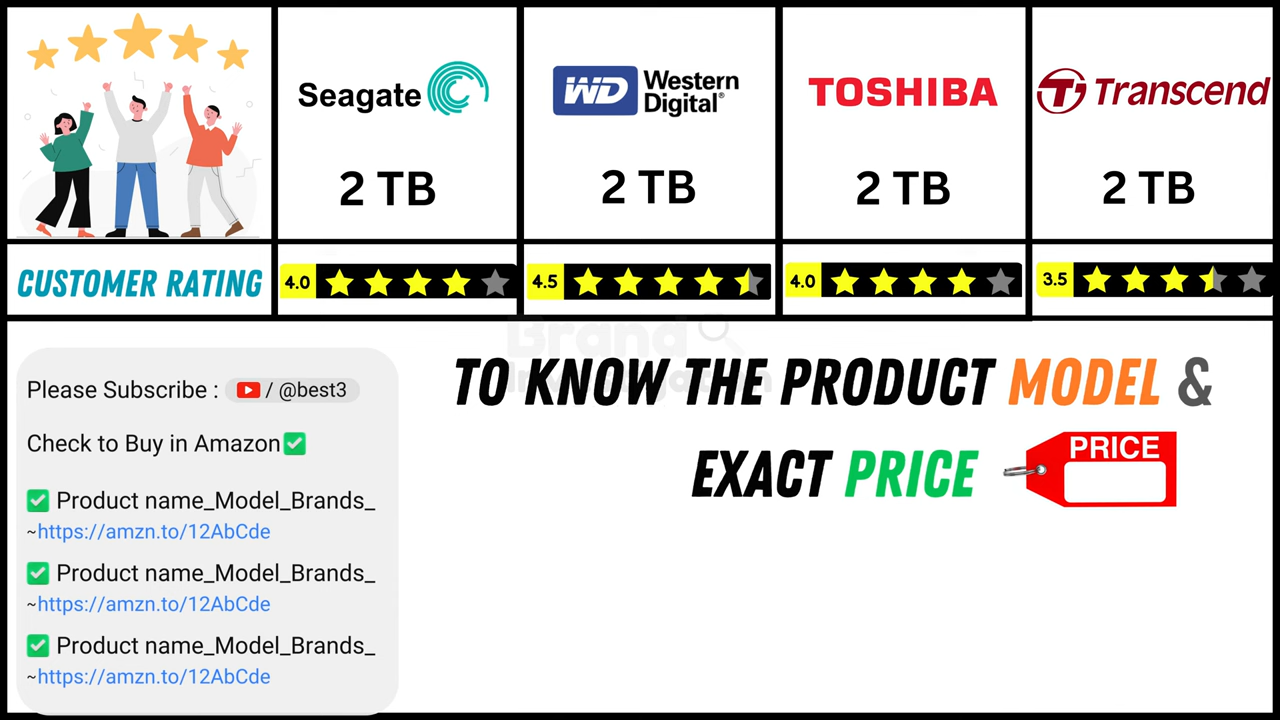 Seagate
WD Western Digital®
TOSHIBA
Transcend
2 TB
2 TB
2 TB
2 TB
CUSTOMER RATING
4.0
4.5
4.0
3.5
Brand
Investigation
TO KNOW THE PRODUCT MODEL &
EXACT PRICE
PRICE
Please Subscribe : / @best3
Check to Buy in Amazon✅
✅ Product name_Model_Brands_
~https://amzn.to/12AbCde
✅ Product name_Model_Brands_
~https://amzn.to/12AbCde
✅ Product name_Model_Brands_
~https://amzn.to/12AbCde